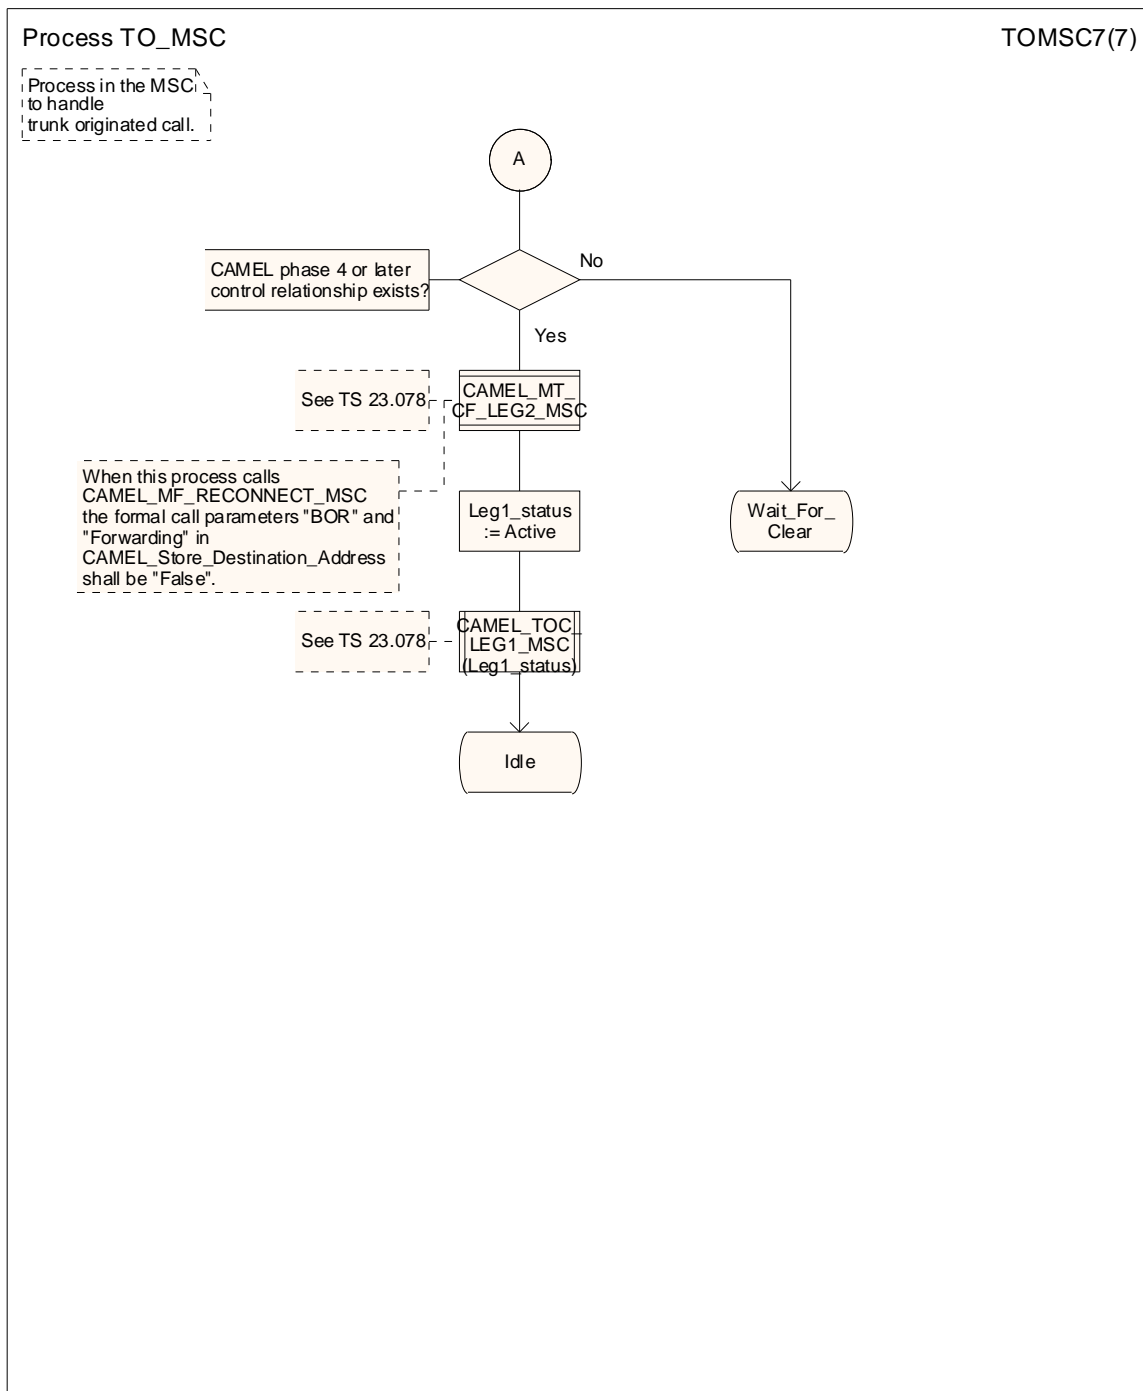 Process TO_MSC
TOMSC7(7)
Process in the MSC
to handle
trunk originated call.
A
CAMEL phase 4 or later
control relationship exists?
No
Yes
See TS 23.078
CAMEL_MT_
CF_LEG2_MSC
When this process calls
CAMEL_MF_RECONNECT_MSC
the formal call parameters "BOR" and
"Forwarding" in
CAMEL_Store_Destination_Address
shall be "False".
Leg1_status
:= Active
Wait_For_
Clear
See TS 23.078
CAMEL_TOC_
LEG1_MSC
(Leg1_status)
Idle